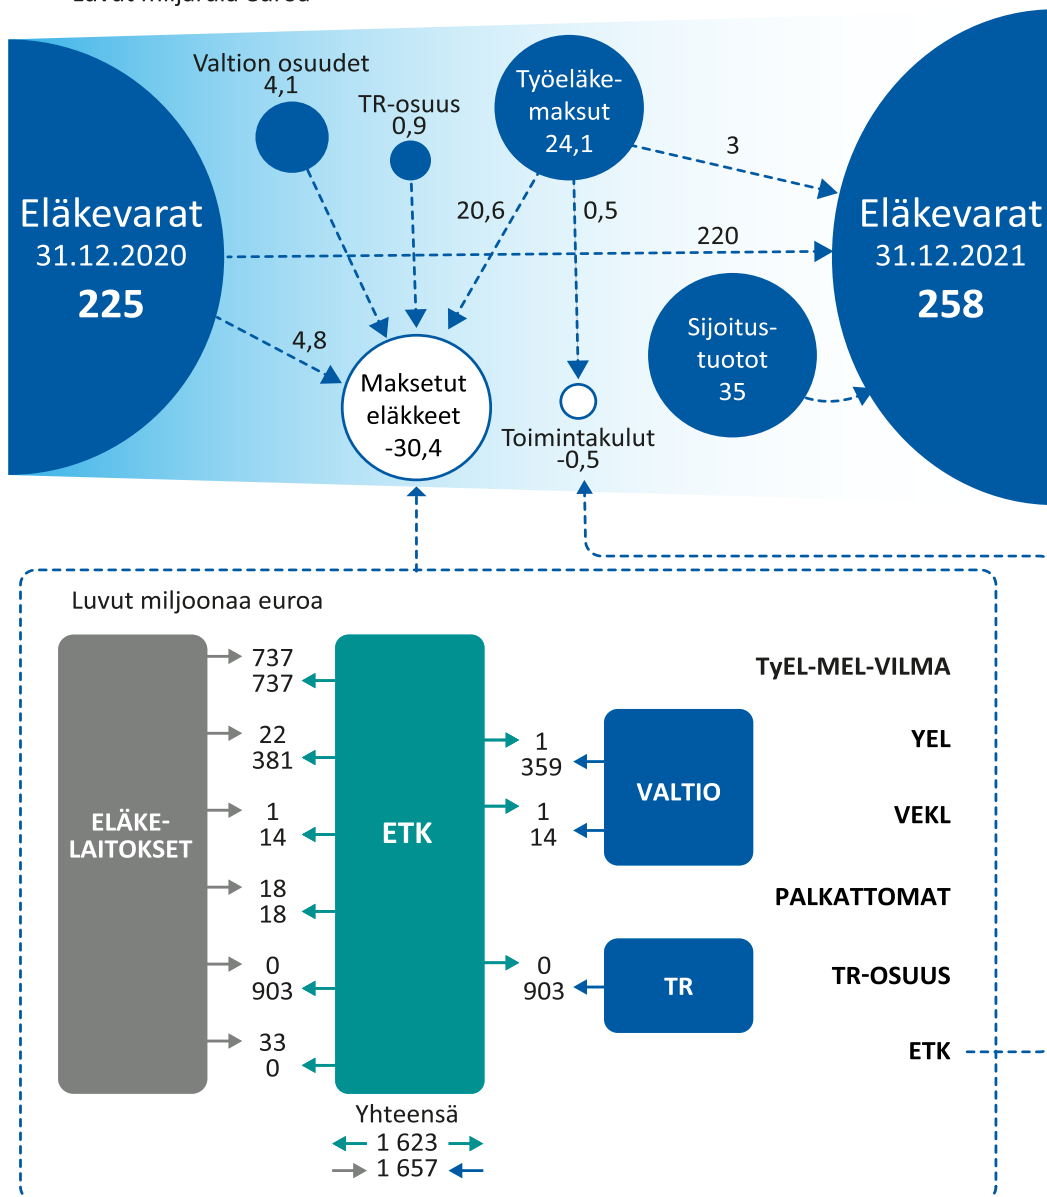 Luvut miljardia euroa
Valtion osuudet
4,1
TR-osuus
0,9
Työeläke-
maksut
24,1
3
Eläkevarat
31.12.2020
225
20,6
0,5
220
Eläkevarat
31.12.2021
258
4,8
Sijoitus-
tuotot
35
Maksetut
eläkkeet
-30,4
Toimintakulut
-0,5
Luvut miljoonaa euroa
ELÄKE-
LAITOKSET
737
737
22
381
1
14
18
18
0
903
33
0
ETK
1
359
1
14
0
903
VALTIO
TR
TyEL-MEL-VILMA
YEL
VEKL
PALKATTOMAT
TR-OSUUS
ETK
Yhteensä
1 623
1 657